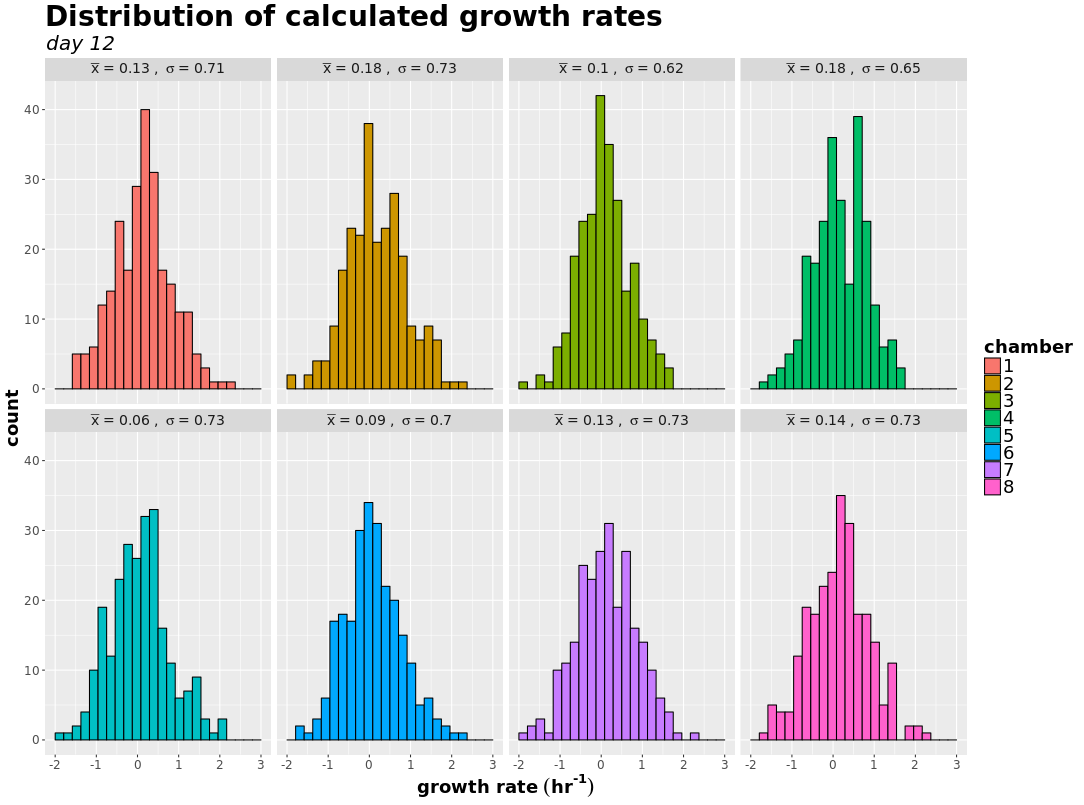 Distribution of calculated growth rates
day 12
x̅ = 0.13 , σ = 0.71
x̅ = 0.18 , σ = 0.73
x̅ = 0.1 , σ = 0.62
x̅ = 0.18 , σ = 0.65
40
30
20
10
0
x̅ = 0.06 , σ = 0.73
x̅ = 0.09 , σ = 0.7
x̅ = 0.13 , σ = 0.73
x̅ = 0.14 , σ = 0.73
40
30
20
10
0
-2 -1 0 1 2 3
-2 -1 0 1 2 3
-2 -1 0 1 2 3
-2 -1 0 1 2 3
count
growth rate (hr⁻¹)
chamber
1
2
3
4
5
6
7
8